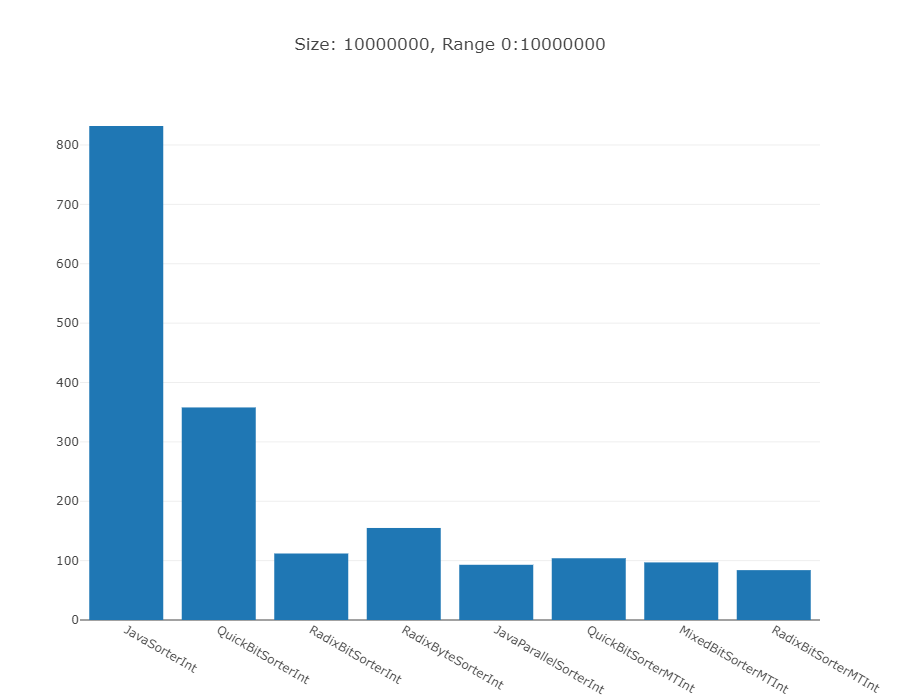 Size: 10000000, Range 0:10000000
800
700
600
500
400
300
200
100
0
JavaSorterInt
QuickBitSorterInt
RadixBitSorterInt
RadixByteSorterInt
JavaParallelSorterInt
QuickBitSorterMTInt
MixedBitSorterMTInt
RadixBitSorterMTInt